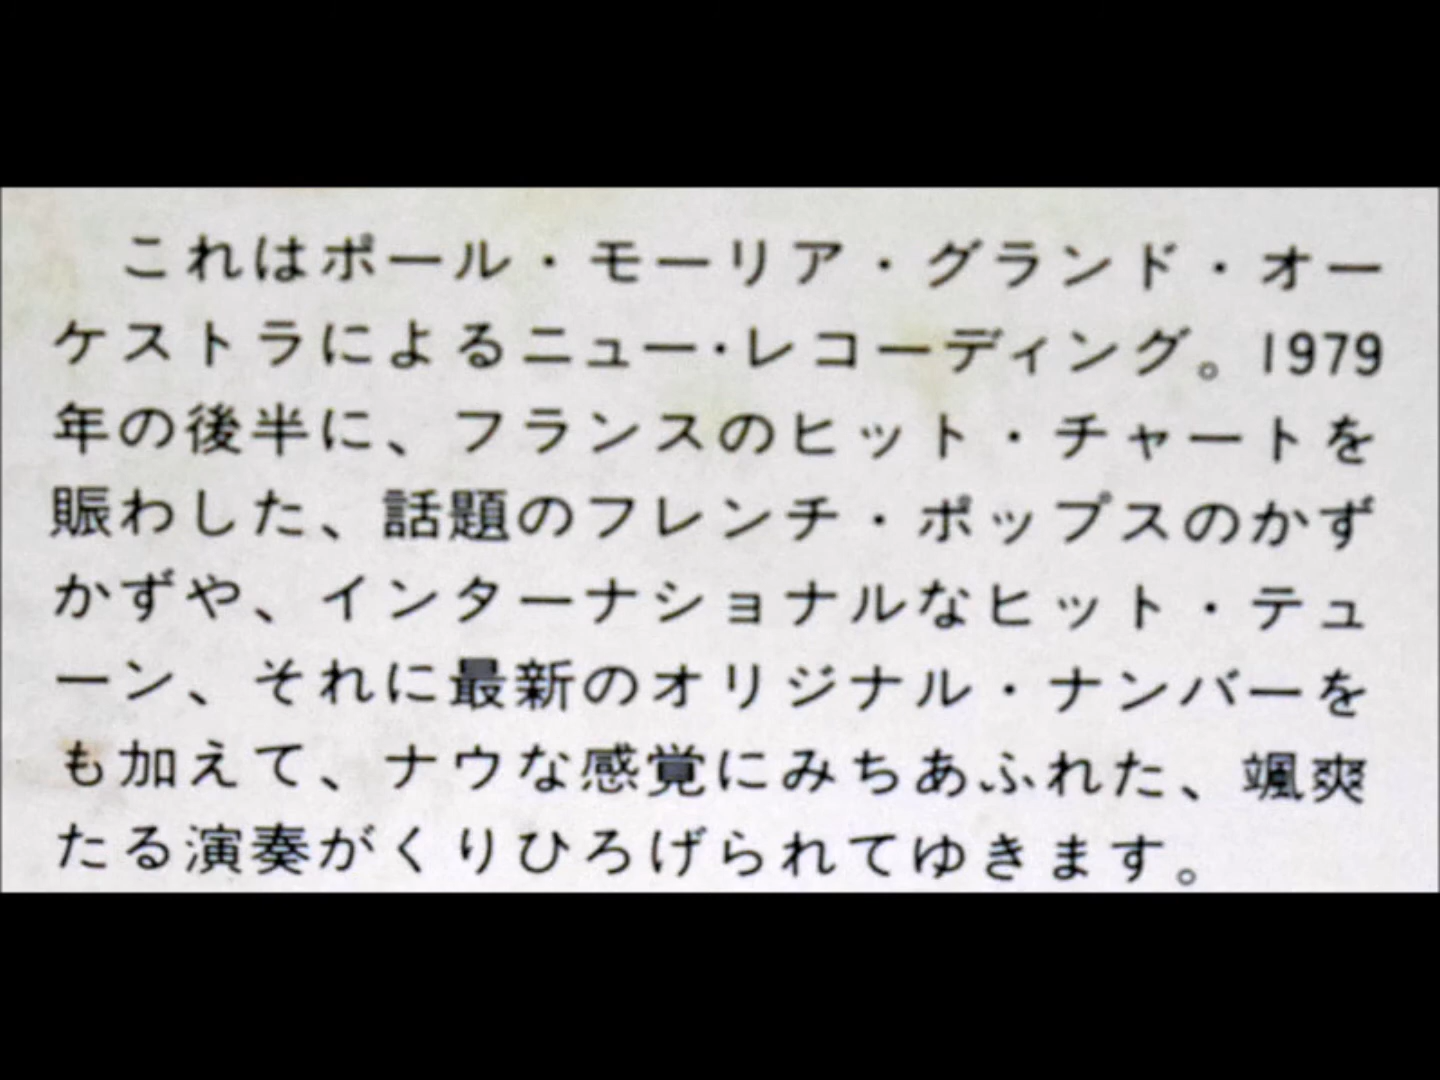 これはポール・モーリア・グランド・オー
ケストラによるニュー・レコーディング。1979
年の後半に、フランスのヒット・チャートを
賑わした、話題のフレンチ・ポップスのかず
かずや、インターナショナルなヒット・テュ
ーン、それに最新のオリジナル・ナンバーを
も加えて、ナウな感覚にみちあふれた、颯爽
たる演奏がくりひろげられてゆきます。